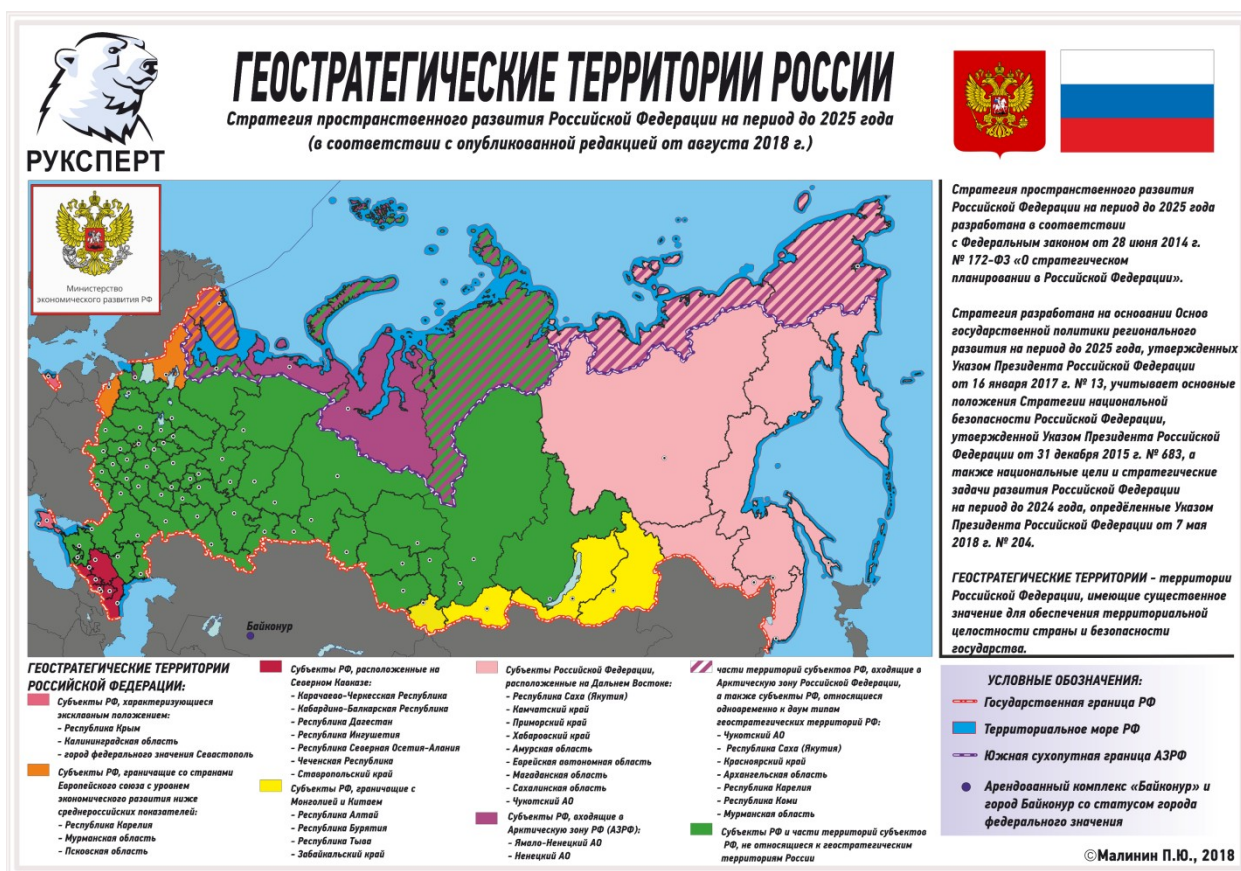 ГЕОСТРАТЕГИЧЕСКИЕ ТЕРРИТОРИИ РОССИИ
Стратегия пространственного развития Российской Федерации на период до 2025 года
(в соответствии с опубликованной редакцией от августа 2018 г.)
РУКСПЕРТ
Министерство
экономического развития РФ
Байконур
Стратегия пространственного развития
Российской Федерации на период до 2025 года
разработана в соответствии
с Федеральным законом от 28 июня 2014 г.
№ 172-ФЗ «О стратегическом
планировании в Российской Федерации».
Стратегия разработана на основании Основ
государственной политики регионального
развития на период до 2025 года, утвержденных
Указом Президента Российской Федерации
от 16 января 2017 г. № 13, учитывает основные
положения Стратегии национальной
безопасности Российской Федерации,
утвержденной Указом Президента Российской
Федерации от 31 декабря 2015 г. № 683, а
также национальные цели и стратегические
задачи развития Российской Федерации
на период до 2024 года, определённые Указом
Президента Российской Федерации от 7 мая
2018 г. № 204.
ГЕОСТРАТЕГИЧЕСКИЕ ТЕРРИТОРИИ - территории
Российской Федерации, имеющие существенное
значение для обеспечения территориальной
целостности страны и безопасности
государства.
ГЕОСТРАТЕГИЧЕСКИЕ ТЕРРИТОРИИ
РОССИЙСКОЙ ФЕДЕРАЦИИ:
Субъекты РФ, характеризующиеся
эксклавным положением:
- Республика Крым
- Калининградская область
- город федерального значения Севастополь
Субъекты РФ, граничащие со странами
Европейского союза с уровнем
экономического развития ниже
среднероссийских показателей:
- Республика Карелия
- Мурманская область
- Псковская область
Субъекты РФ, расположенные на
Северном Кавказе:
- Карачаево-Черкесская Республика
- Кабардино-Балкарская Республика
- Республика Дагестан
- Республика Ингушетия
- Республика Северная Осетия-Алания
- Чеченская Республика
- Ставропольский край
Субъекты РФ, граничащие с
Монголией и Китаем
- Республика Алтай
- Республика Бурятия
- Республика Тыва
- Забайкальский край
Субъекты Российской Федерации,
расположенные на Дальнем Востоке:
- Республика Саха (Якутия)
- Камчатский край
- Приморский край
- Хабаровский край
- Амурская область
- Еврейская автономная область
- Магаданская область
- Сахалинская область
- Чукотский АО
Субъекты РФ, входящие в
Арктическую зону РФ (АЗРФ):
- Ямало-Ненецкий АО
- Ненецкий АО
части территорий субъектов РФ, входящие в
Арктическую зону Российской Федерации,
а также субъекты РФ, относящиеся
одновременно к двум типам
геостратегических территорий РФ:
- Чукотский АО
- Республика Саха (Якутия)
- Красноярский край
- Архангельская область
- Республика Карелия
- Республика Коми
- Мурманская область
Субъекты РФ и части территорий субъектов
РФ, не относящиеся к геостратегическим
территориям России
УСЛОВНЫЕ ОБОЗНАЧЕНИЯ:
Государственная граница РФ
Территориальное море РФ
Южная сухопутная граница АЗРФ
Арендованный комплекс «Байконур» и
город Байконур со статусом города
федерального значения
©Малинин П.Ю., 2018